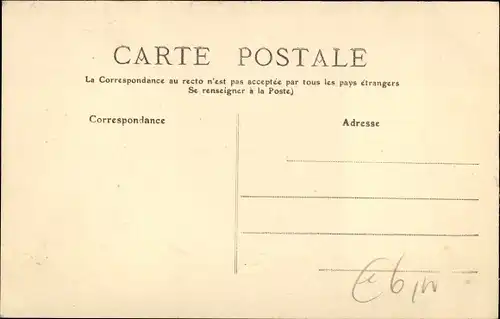 CARTE POSTALE
La Correspondance au recto n'est pas acceptée par tous les pays étrangers
Se renseigner à la Poste)
Correspondance
Adresse